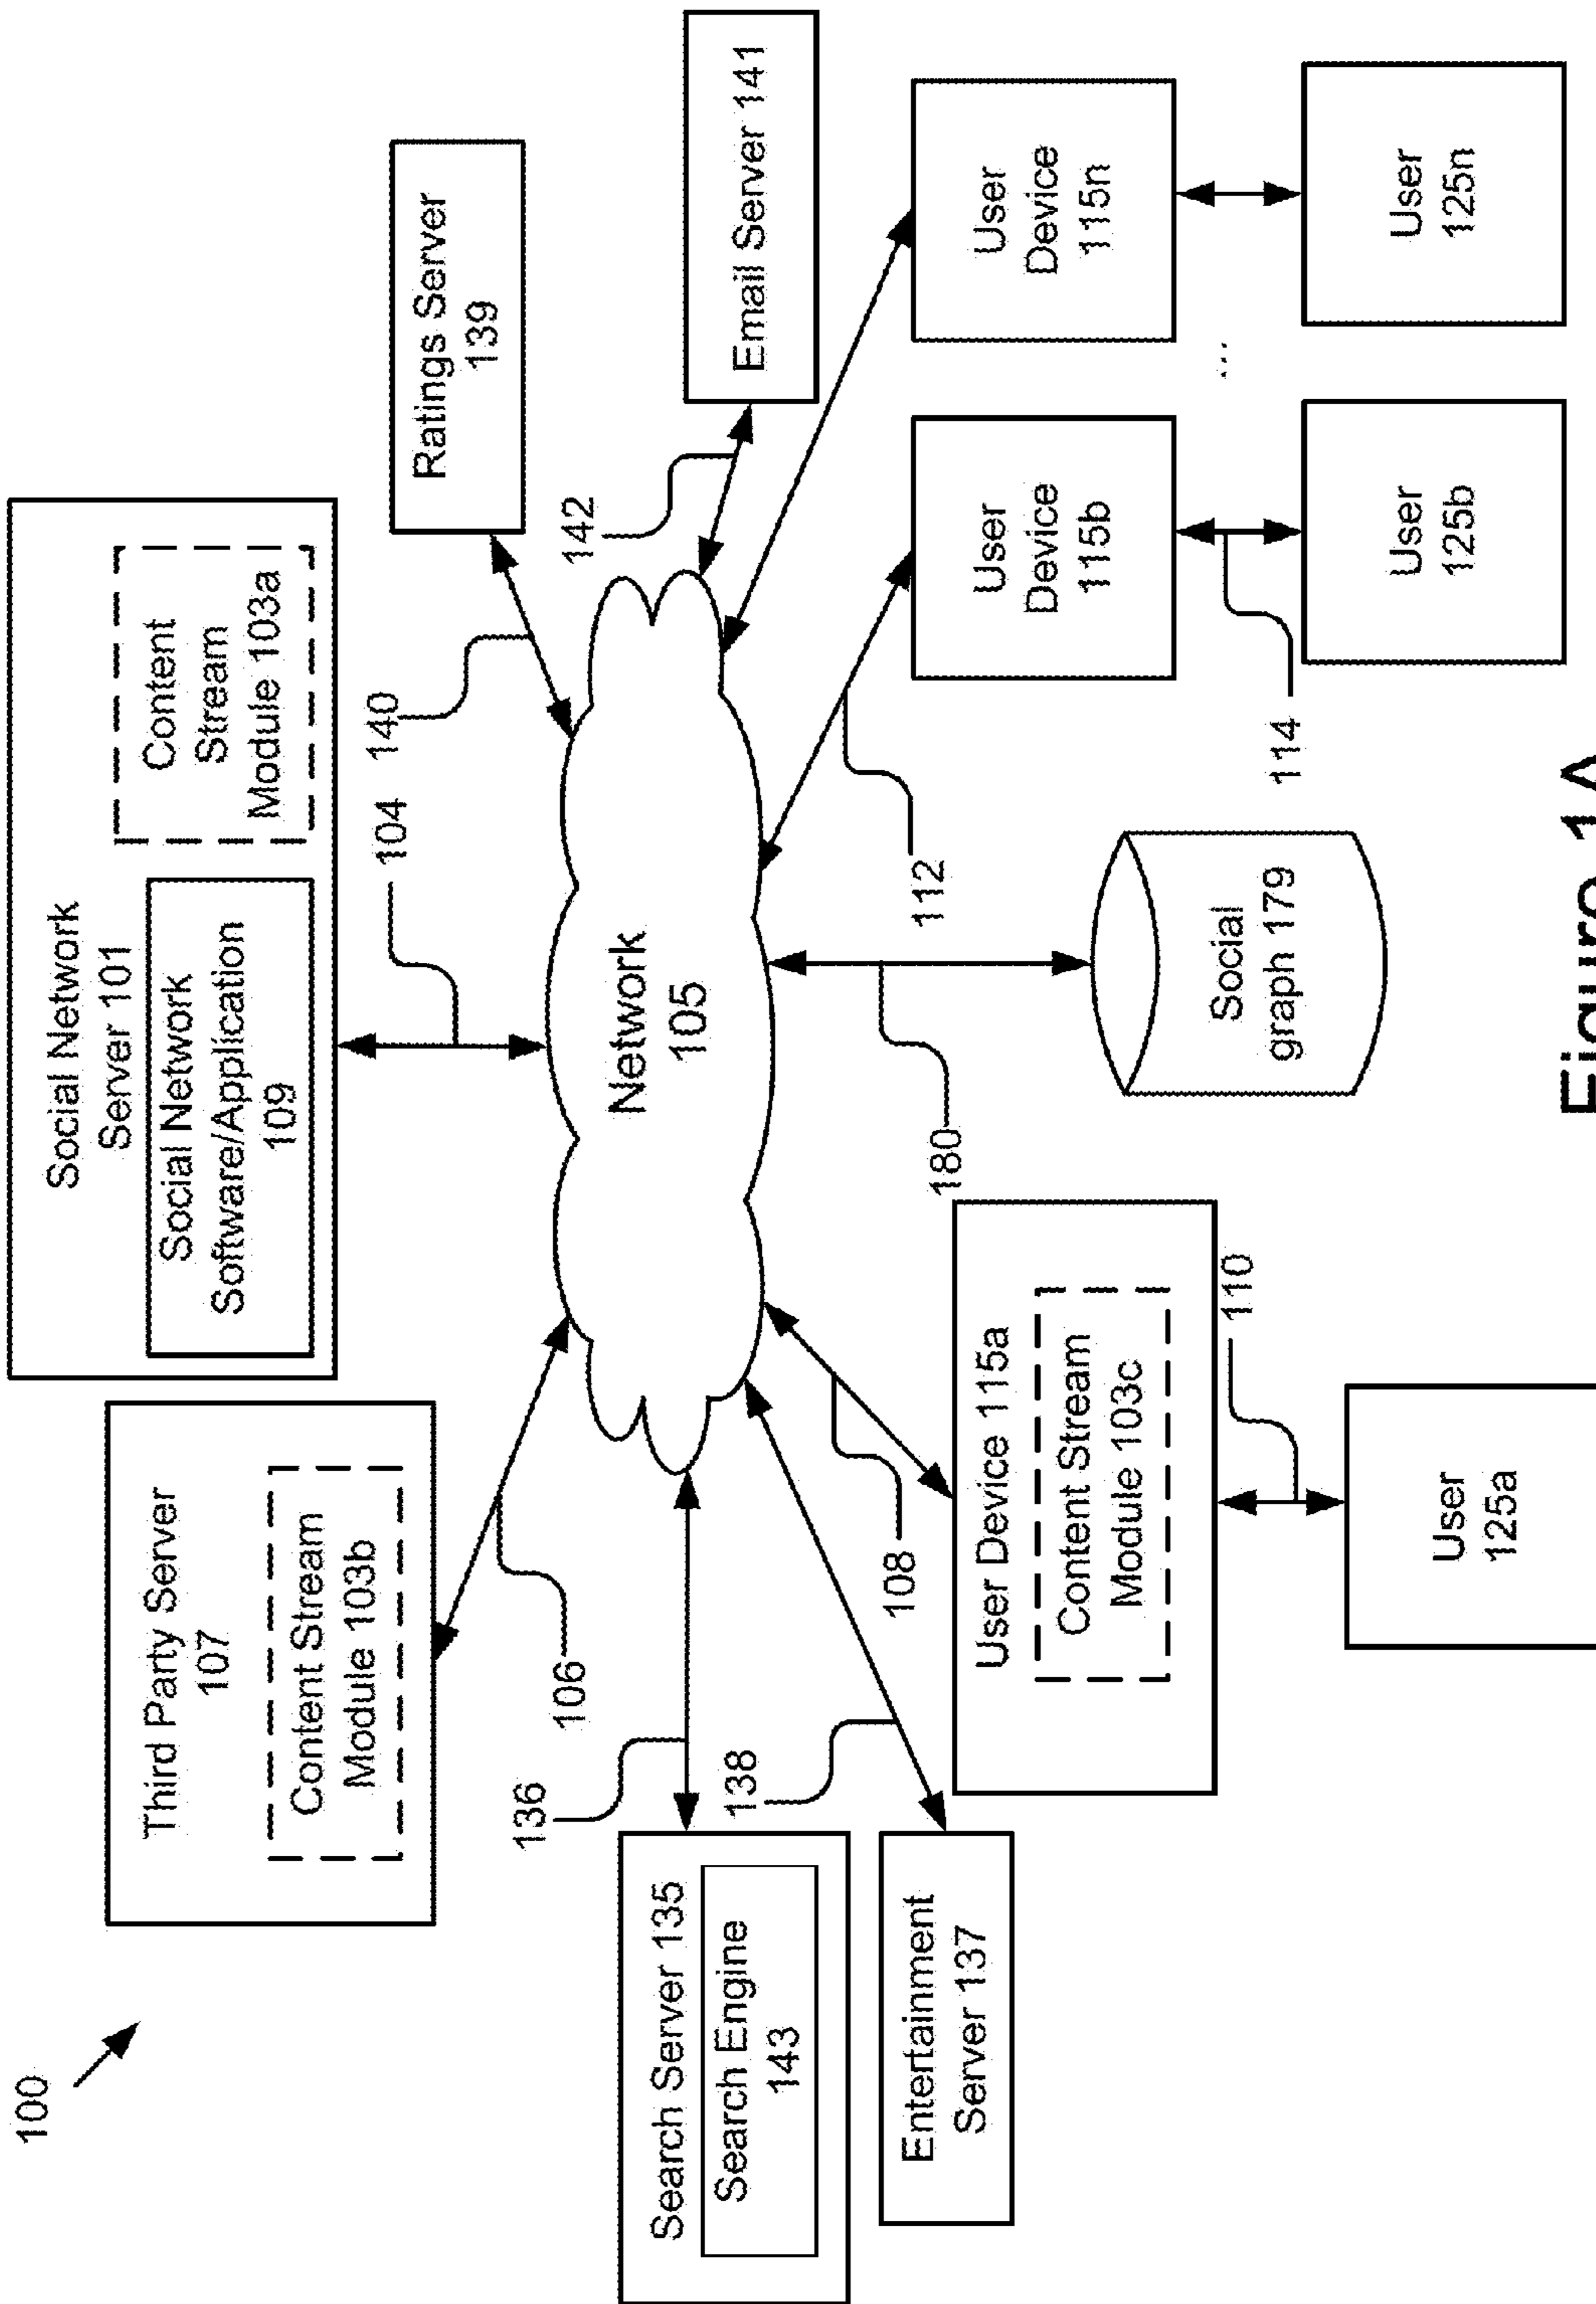 100
Social Network
Server 101
Social Network
Software/Application
109
Content
Stream
Module 103a
Third Party Server
107
Content Stream
Module 103b
104
140
Ratings Server
139
106
136
142
Search Server 135
Search Engine
143
Network
105
Email Server 141
138
Entertainment
Server 137
108
180
112
User Device 115a
Content Stream
Module 103c
User
Device
115b
User
Device
115n
...
110
Social
graph 179
114
User
125a
User
125b
User
125n
Figure 1A